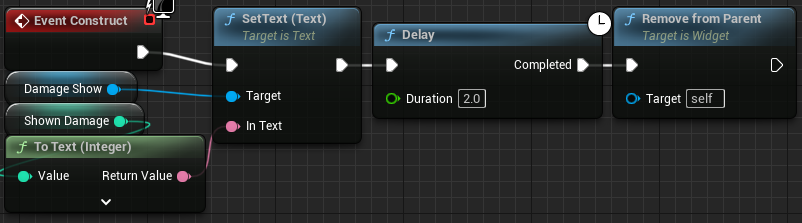 Event Construct
SetText (Text)
Target is Text
Delay
Remove from Parent
Target is Widget
Completed
Damage Show
Target
Duration 2.0
Target self
Shown Damage
In Text
To Text (Integer)
Value Return Value